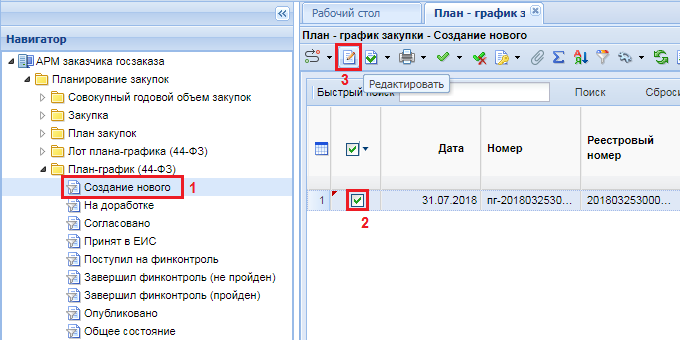 Рабочий стол
План - график з
Навигатор
План - график закупки - Создание нового
АРМ заказчика госзаказа
Планирование закупок
Совокупный годовой объем закупок
Закупка
План закупок
Лот плана-графика (44-ФЗ)
План-график (44-ФЗ)
Создание нового 1
На доработке
Согласовано
Принят в ЕИС
Поступил на финконтроль
Завершил финконтроль (не пройден)
Завершил финконтроль (пройден)
Опубликовано
Общее состояние
3
Редактировать
Быстрый поиск
Поиск
Сброси
Дата
Номер
Реестровый
номер
1 31.07.2018 пг-2018032530... 201803253000...
2